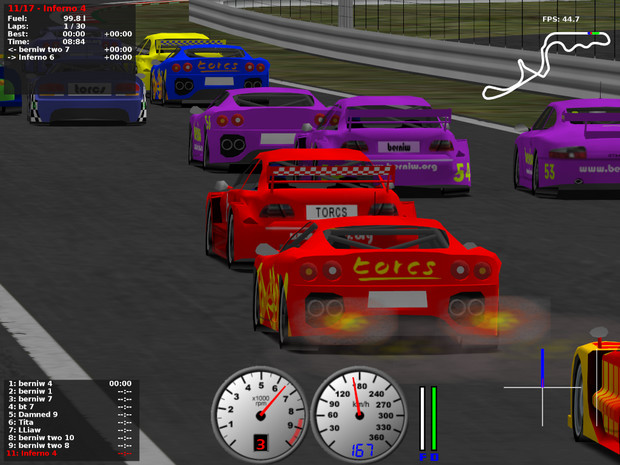 11/17 - Inferno 4
Fuel: 99.8 l
Laps: 1 / 30
Best: 00:00 +00:00
Time: 08:84
<- berniw two 7 +00:00
-> Inferno 6 +00:00
FPS: 44.7
torcs
torcs
berniw
berniw.org
54
53
www.be
TORCS
torcs
1: berniw 4 00:00
2: berniw 1 --:--
3: berniw 7 --:--
4: bt 7 --:--
5: Damned 9 --:--
6: Tita --:--
7: LLiaw --:--
8: berniw two 10 --:--
9: berniw two 8 --:--
11: Inferno 4 --:--
1 2 3 4 5 6 7 8 9
x1000
rpm
3
30 60 90 120 150 180 210 240 270 300 330 360
km/h
167
F D